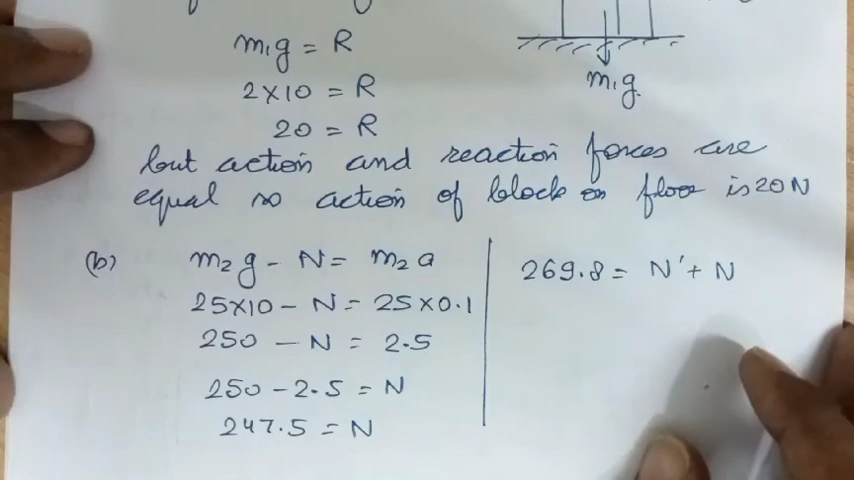 m₁g = R
m₁g
2×10 = R
20 = R
but action and reaction forces are
equal so action of block on floor is 20 N
(b) m₂g - N = m₂a
25×10 - N = 25×0.1
250 - N = 2.5
250 - 2.5 = N
247.5 = N
269.8 = N' + N